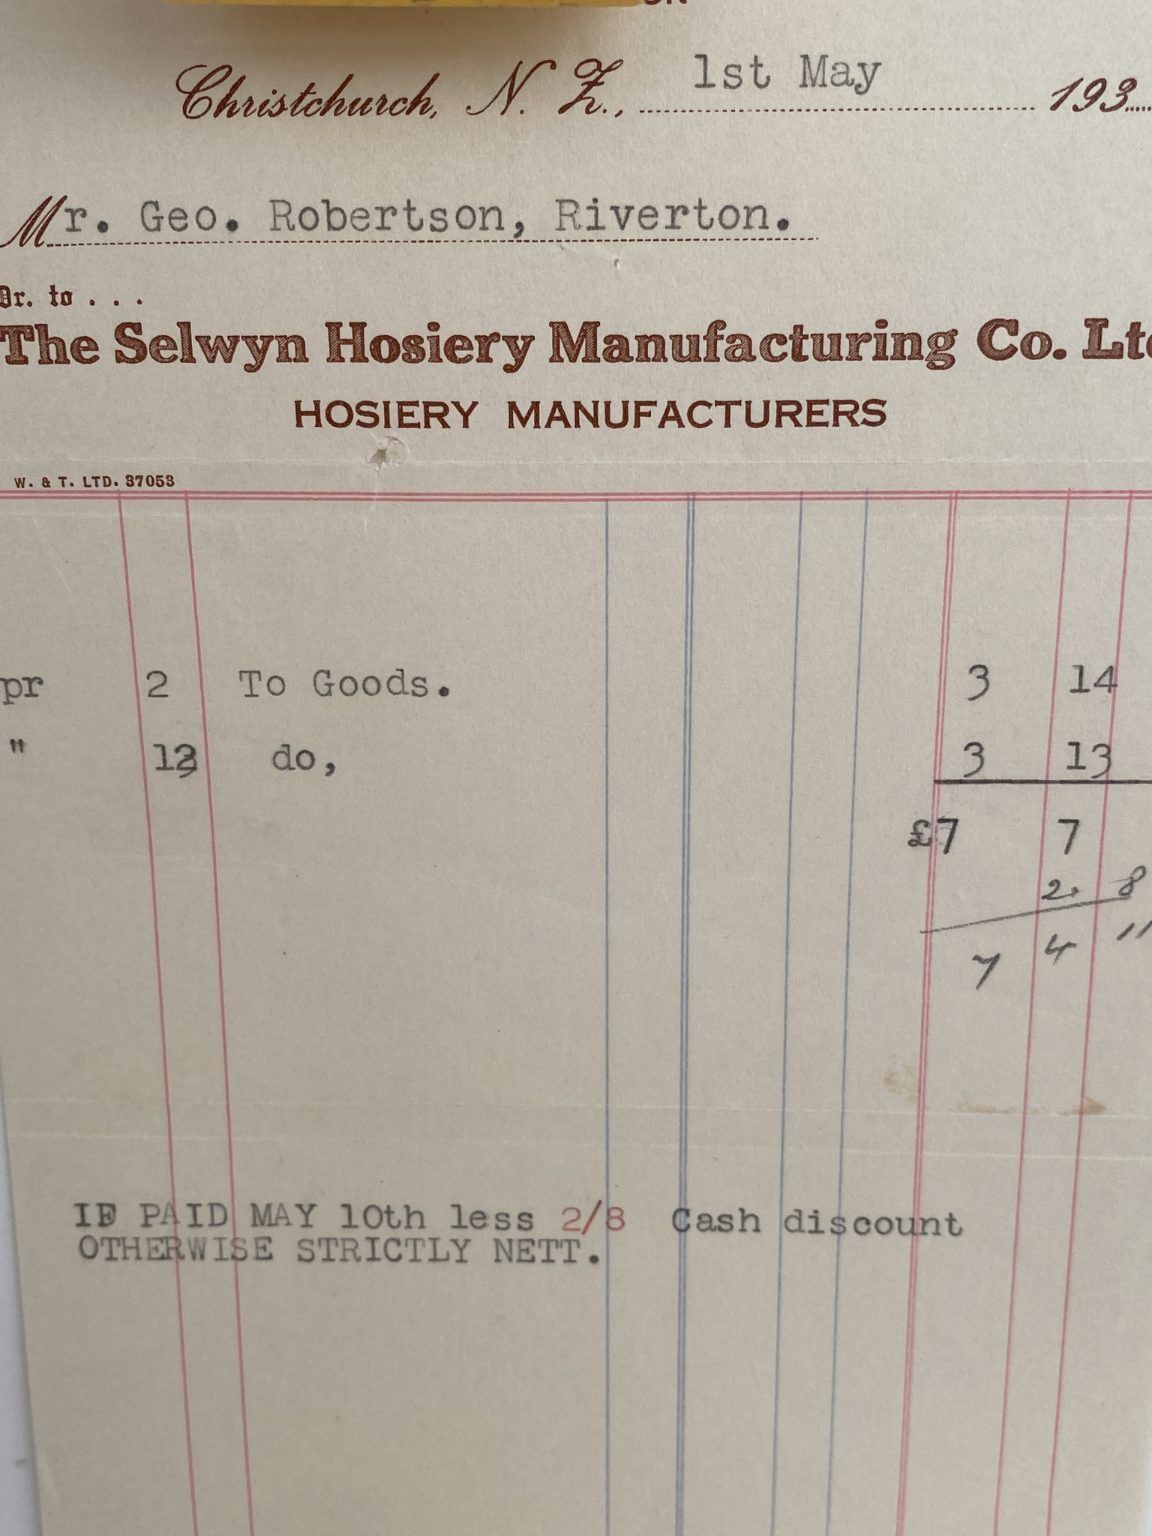 Christchurch, N. Z., 1st May 193
Mr. Geo. Robertson, Riverton.
Dr. to . . .
The Selwyn Hosiery Manufacturing Co. Lt
HOSIERY MANUFACTURERS
W. & T. LTD. 37053
pr 2 To Goods. 3 14
" do, 3 13
£7 7
2. 8
7 4 11
IF PAID MAY 10th less 2/8 Cash discount
OTHERWISE STRICTLY NETT.